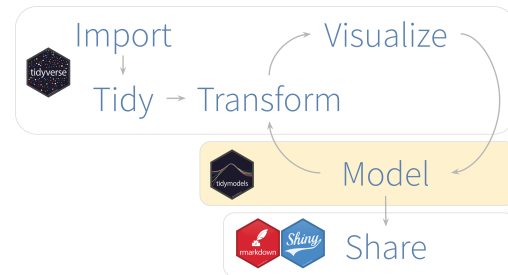 Import
Visualize
tidyverse
Tidy
Transform
tidymodels
Model
rmarkdown
Shiny
Share